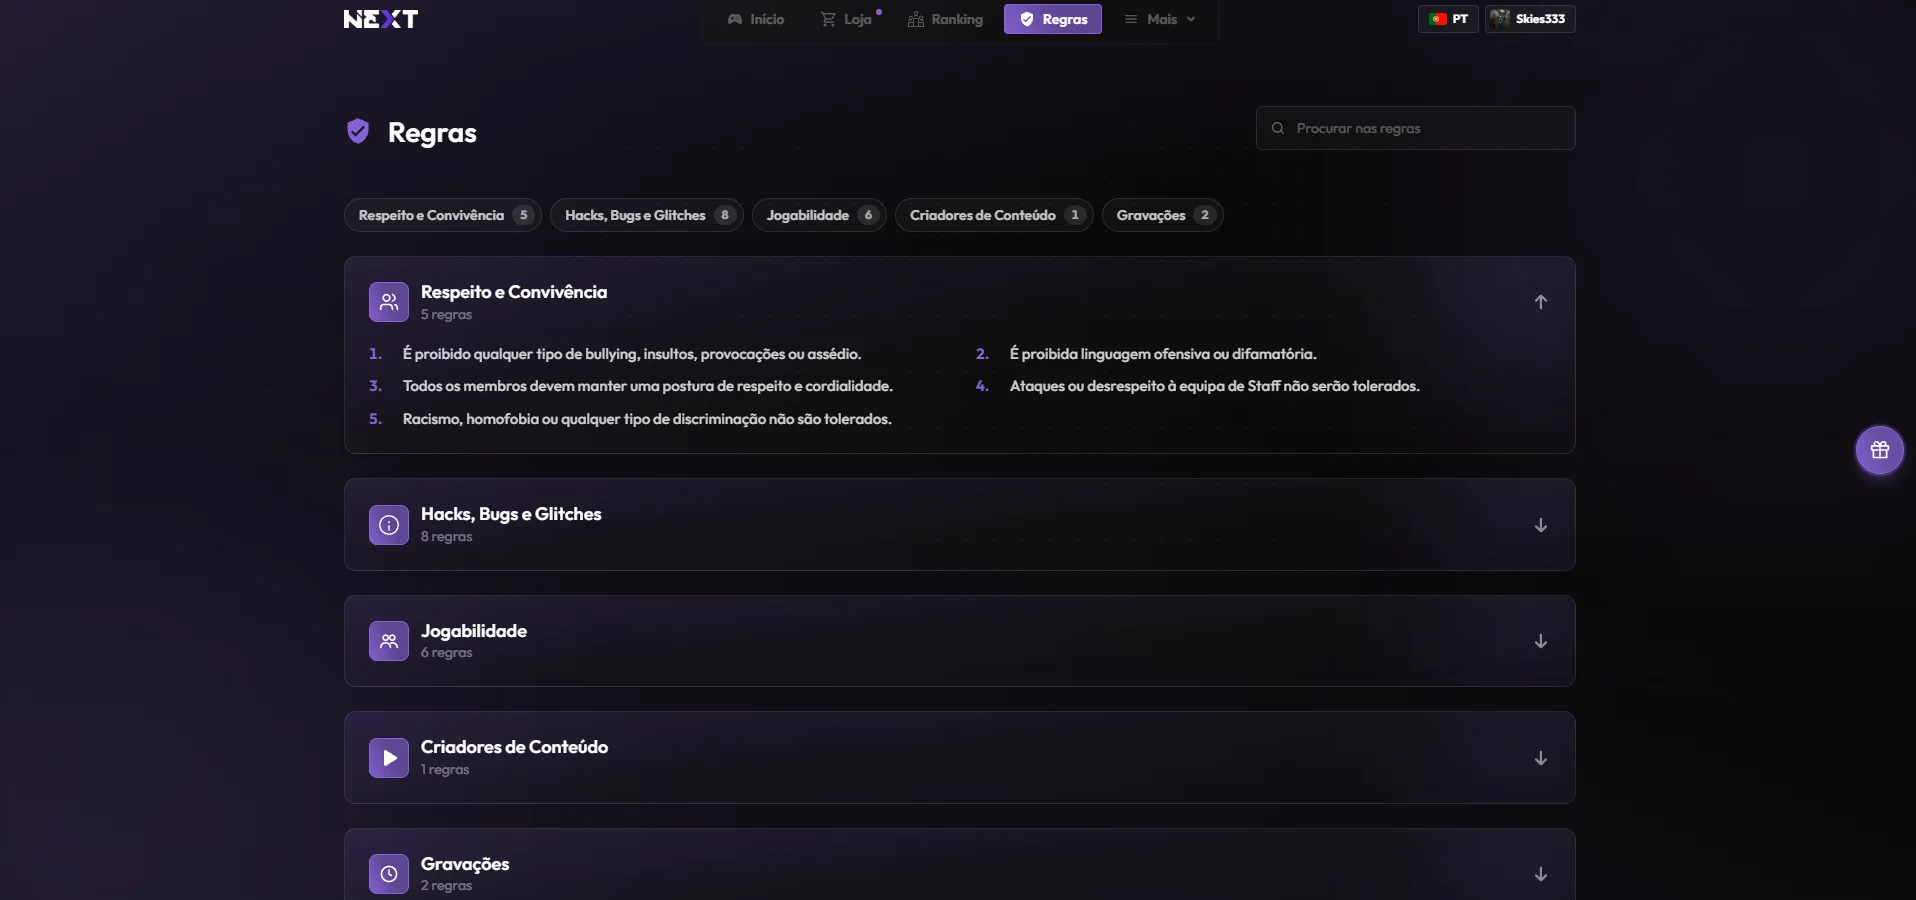 NEXT
Início
Loja
Ranking
Regras
Mais
PT
Skies333
Regras
Procurar nas regras
Respeito e Convivência 5
Hacks, Bugs e Glitches 8
Jogabilidade 6
Criadores de Conteúdo 1
Gravações 2
Respeito e Convivência
5 regras
1. É proibido qualquer tipo de bullying, insultos, provocações ou assédio.
2. É proibida linguagem ofensiva ou difamatória.
3. Todos os membros devem manter uma postura de respeito e cordialidade.
4. Ataques ou desrespeito à equipa de Staff não serão tolerados.
5. Racismo, homofobia ou qualquer tipo de discriminação não são tolerados.
Hacks, Bugs e Glitches
8 regras
Jogabilidade
6 regras
Criadores de Conteúdo
1 regras
Gravações
2 regras